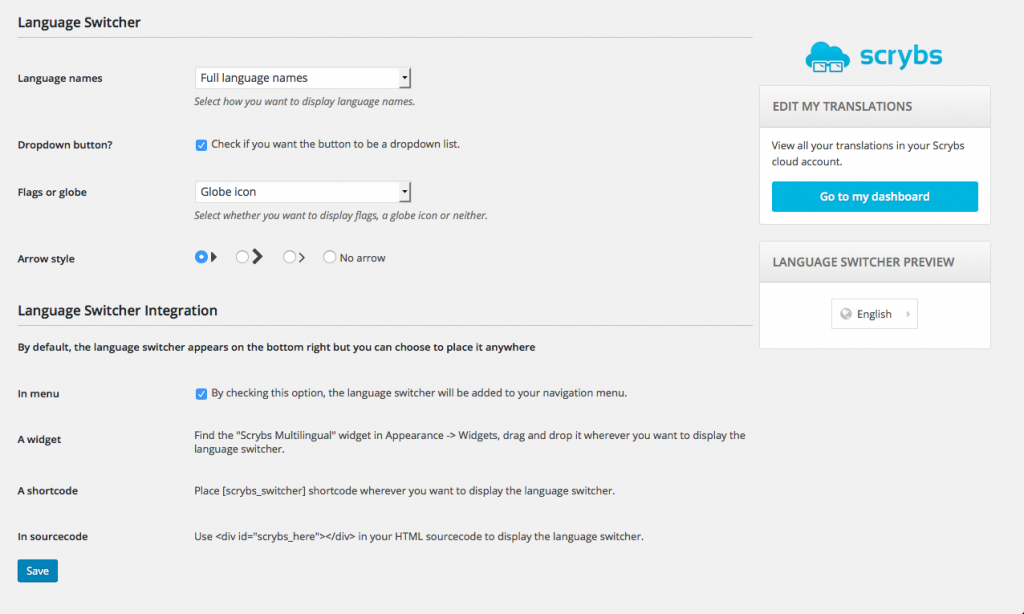 Language Switcher
Language names
Full language names
Select how you want to display language names.
Dropdown button?
Check if you want the button to be a dropdown list.
Flags or globe
Globe icon
Select whether you want to display flags, a globe icon or neither.
Arrow style
No arrow
Language Switcher Integration
By default, the language switcher appears on the bottom right but you can choose to place it anywhere
In menu
By checking this option, the language switcher will be added to your navigation menu.
A widget
Find the "Scrybs Multilingual" widget in Appearance -> Widgets, drag and drop it wherever you want to display the
language switcher.
A shortcode
Place [scrybs_switcher] shortcode wherever you want to display the language switcher.
In sourcecode
Use <div id="scrybs_here"></div> in your HTML sourcecode to display the language switcher.
Save
scrybs
EDIT MY TRANSLATIONS
View all your translations in your Scrybs
cloud account.
Go to my dashboard
LANGUAGE SWITCHER PREVIEW
English